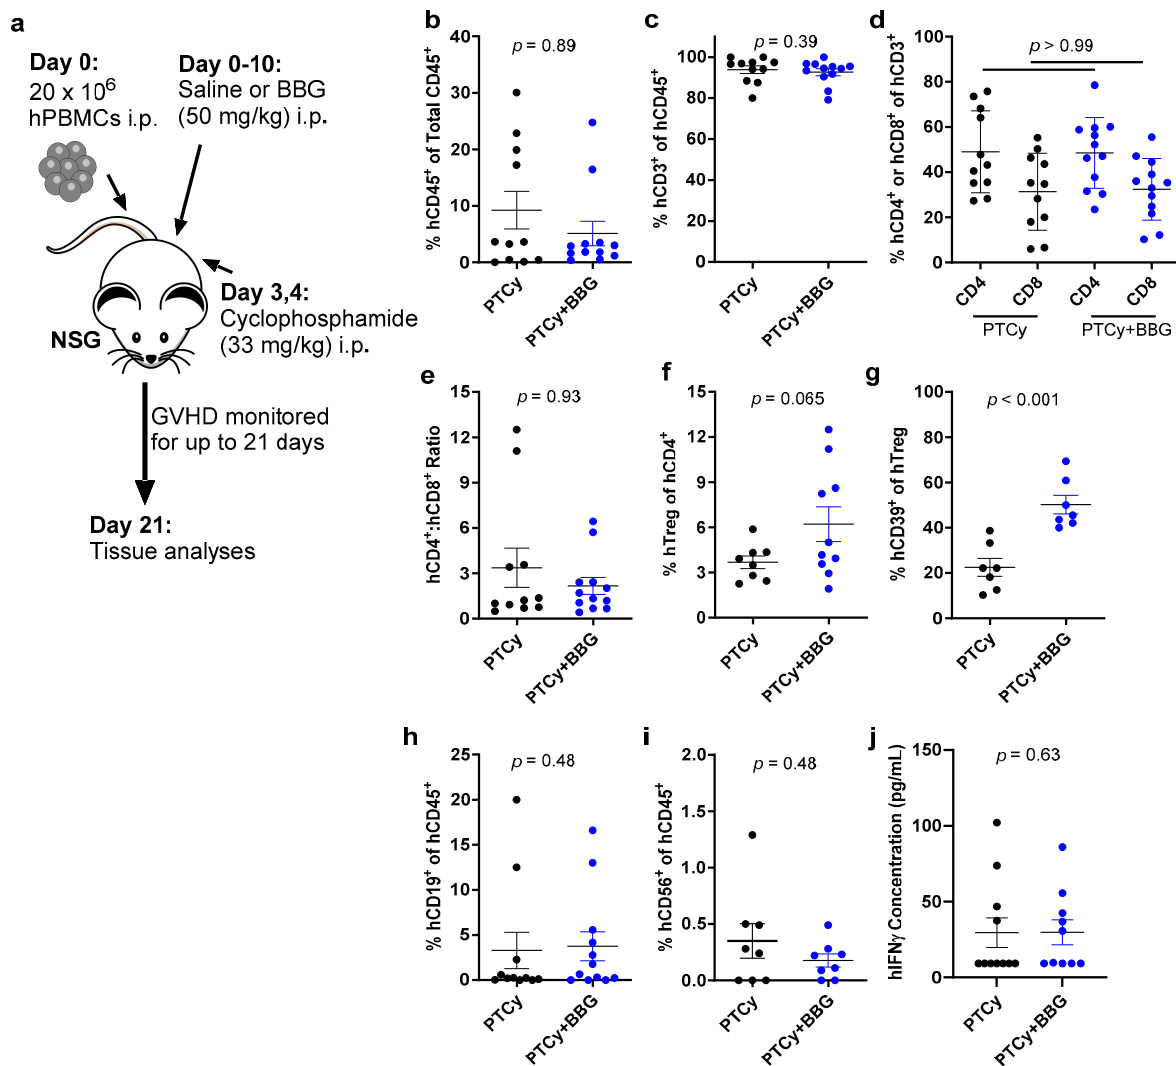 a
Day 0:
20 x 10⁶
hPBMCs i.p.
Day 0-10:
Saline or BBG
(50 mg/kg) i.p.
Day 3,4:
Cyclophosphamide
(33 mg/kg) i.p.
NSG
GVHD monitored
for up to 21 days
Day 21:
Tissue analyses
b
p = 0.89
% hCD45⁺ of Total CD45⁺
40
30
20
10
0
PTCy
PTCy+BBG
c
p = 0.39
% hCD3⁺ of hCD45⁺
100
80
60
40
20
0
PTCy
PTCy+BBG
d
p > 0.99
% hCD4⁺ or hCD8⁺ of hCD3⁺
100
80
60
40
20
0
CD4
CD8
CD4
CD8
PTCy
PTCy+BBG
e
p = 0.93
hCD4⁺:hCD8⁺ Ratio
15
12
9
6
3
0
PTCy
PTCy+BBG
f
p = 0.065
% hTreg of hCD4⁺
15
12
9
6
3
0
PTCy
PTCy+BBG
g
p < 0.001
% hCD39⁺ of hTreg
100
80
60
40
20
0
PTCy
PTCy+BBG
h
p = 0.48
% hCD19⁺ of hCD45⁺
25
20
15
10
5
0
PTCy
PTCy+BBG
i
p = 0.48
% hCD56⁺ of hCD45⁺
2.0
1.5
1.0
0.5
0.0
PTCy
PTCy+BBG
j
p = 0.63
hIFNγ Concentration (pg/mL)
150
100
50
0
PTCy
PTCy+BBG